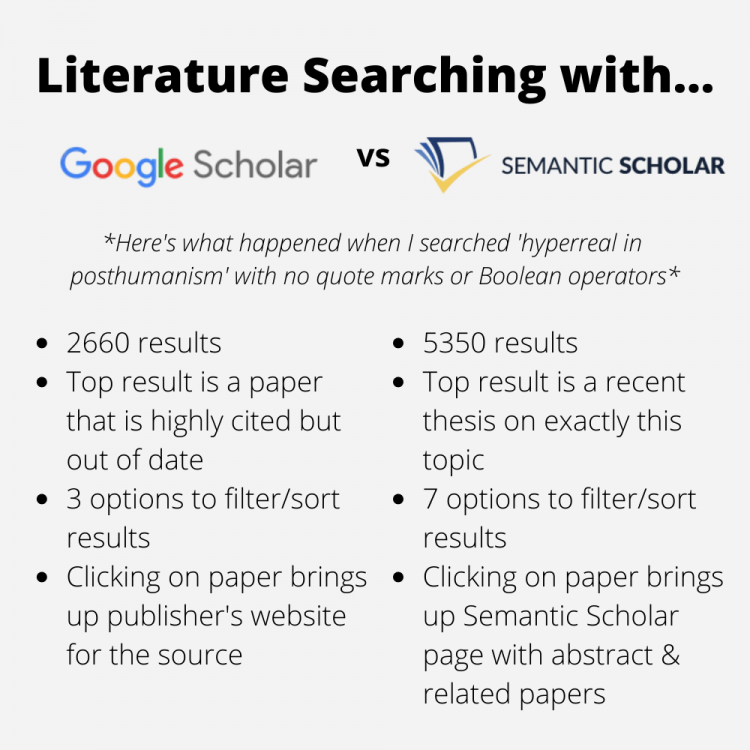 Literature Searching with...
Google Scholar vs SEMANTIC SCHOLAR
*Here's what happened when I searched 'hyperreal in
posthumanism' with no quote marks or Boolean operators*
• 2660 results
• Top result is a paper
that is highly cited but
out of date
• 3 options to filter/sort
results
• Clicking on paper brings
up publisher's website
for the source
• 5350 results
• Top result is a recent
thesis on exactly this
topic
• 7 options to filter/sort
results
• Clicking on paper brings
up Semantic Scholar
page with abstract &
related papers